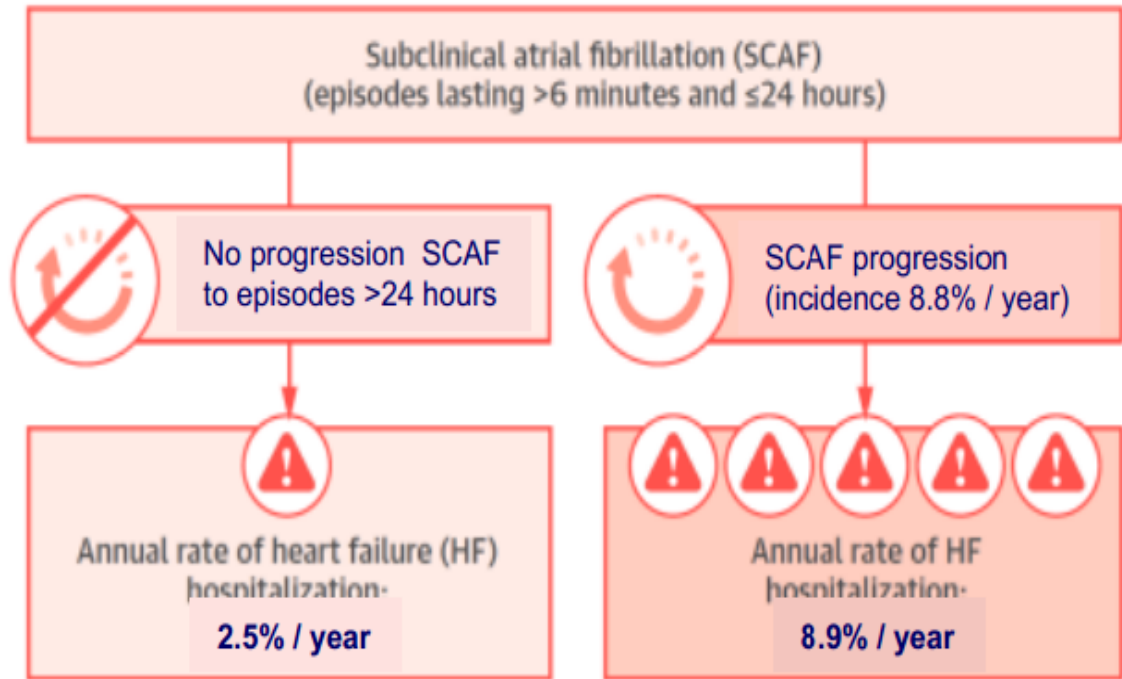 Subclinical atrial fibrillation (SCAF)
(episodes lasting >6 minutes and ≤24 hours)
No progression SCAF
to episodes >24 hours
SCAF progression
(incidence 8.8% / year)
Annual rate of heart failure (HF)
hospitalization:
2.5% / year
Annual rate of HF
hospitalization:
8.9% / year